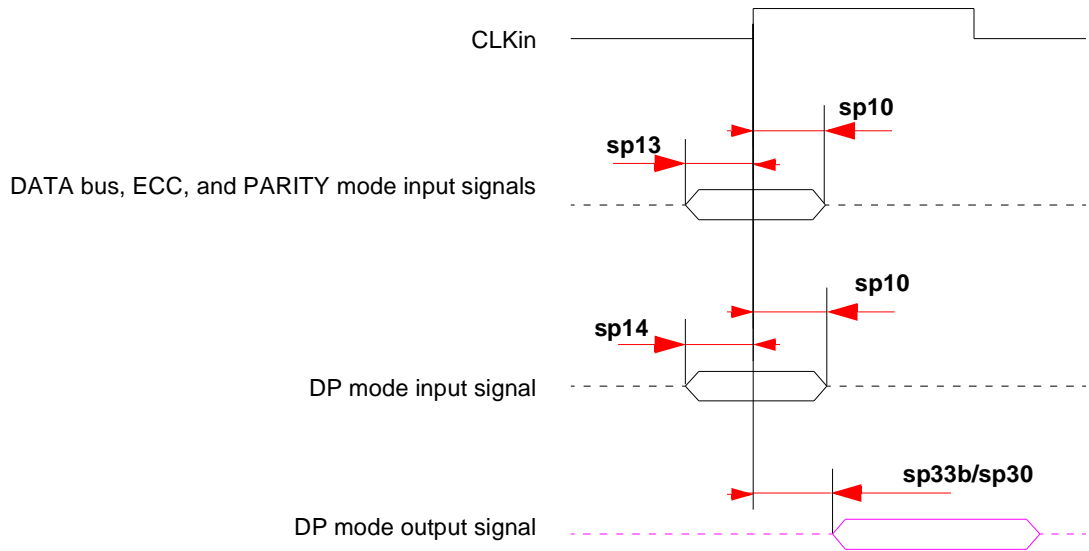 CLKin
sp10
sp13
DATA bus, ECC, and PARITY mode input signals
sp10
sp14
DP mode input signal
sp33b/sp30
DP mode output signal